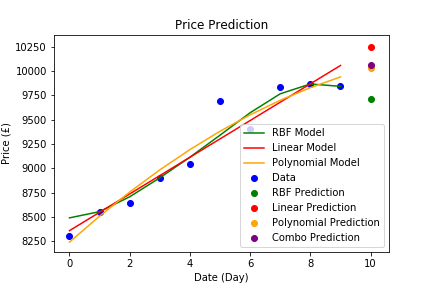 Price Prediction
Price (£)
10250
10000
9750
9500
9250
9000
8750
8500
8250
RBF Model
Linear Model
Polynomial Model
Data
RBF Prediction
Linear Prediction
Polynomial Prediction
Combo Prediction
0 2 4 6 8 10
Date (Day)